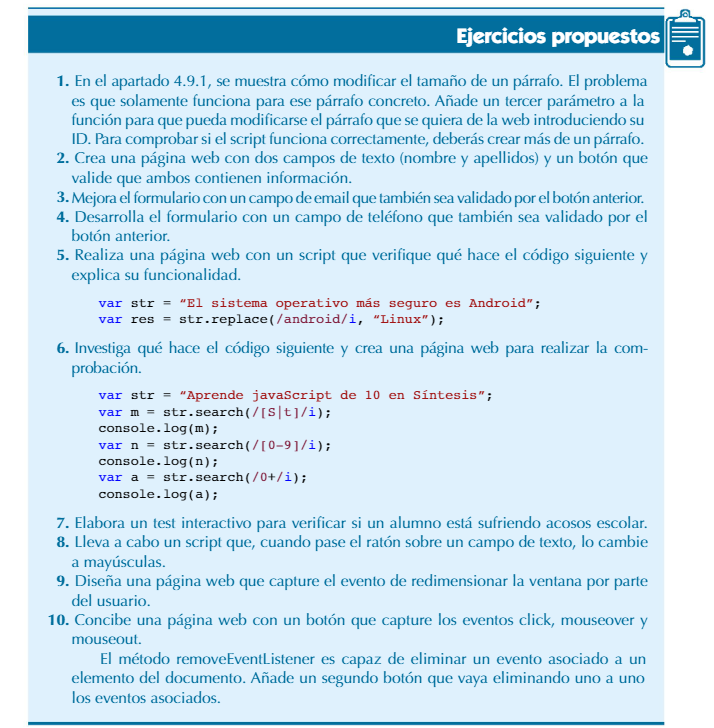 Ejercicios propuestos
1. En el apartado 4.9.1, se muestra cómo modificar el tamaño de un párrafo. El problema
es que solamente funciona para ese párrafo concreto. Añade un tercer parámetro a la
función para que pueda modificarse el párrafo que se quiera de la web introduciendo su
ID. Para comprobar si el script funciona correctamente, deberás crear más de un párrafo.
2. Crea una página web con dos campos de texto (nombre y apellidos) y un botón que
valide que ambos contienen información.
3. Mejora el formulario con un campo de email que también sea validado por el botón anterior.
4. Desarrolla el formulario con un campo de teléfono que también sea validado por el
botón anterior.
5. Realiza una página web con un script que verifique qué hace el código siguiente y
explica su funcionalidad.
var str = “El sistema operativo más seguro es Android”;
var res = str.replace(/android/i, “Linux”);
6. Investiga qué hace el código siguiente y crea una página web para realizar la com-
probación.
var str = “Aprende javaScript de 10 en Síntesis”;
var m = str.search(/[S|t]/i);
console.log(m);
var n = str.search(/[0-9]/i);
console.log(n);
var a = str.search(/0+/i);
console.log(a);
7. Elabora un test interactivo para verificar si un alumno está sufriendo acosos escolar.
8. Lleva a cabo un script que, cuando pase el ratón sobre un campo de texto, lo cambie
a mayúsculas.
9. Diseña una página web que capture el evento de redimensionar la ventana por parte
del usuario.
10. Concibe una página web con un botón que capture los eventos click, mouseover y
mouseout.
El método removeEventListener es capaz de eliminar un evento asociado a un
elemento del documento. Añade un segundo botón que vaya eliminando uno a uno
los eventos asociados.